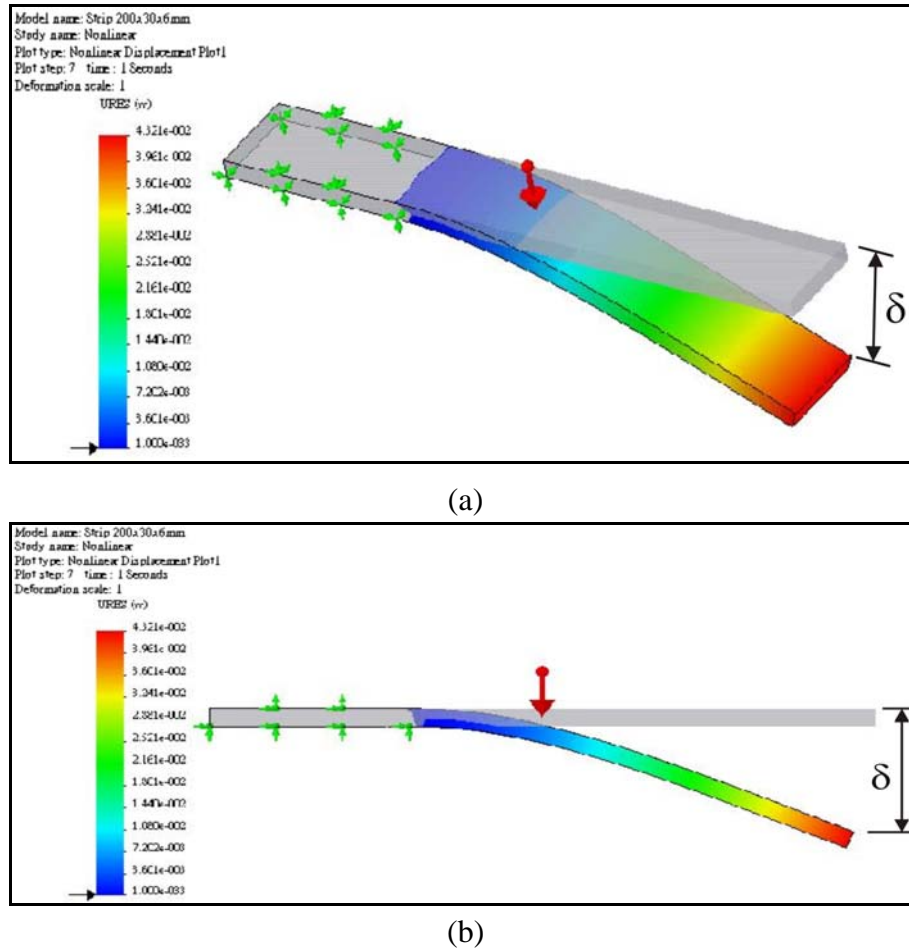 Model name: Strip 200x30x6mm
Study name: Nonlinear
Plot type: Nonlinear Displacement Plot1
Plot step: 7 time : 1 Seconds
Deformation scale: 1
URES
4.321e-002
3.961e-002
3.601e-002
3.241e-002
2.881e-002
2.521e-002
2.161e-002
1.801e-002
1.440e-002
1.080e-002
7.202e-003
3.601e-003
1.000e-033
δ
(a)
Model name: Strip 200x30x6mm
Study name: Nonlinear
Plot type: Nonlinear Displacement Plot1
Plot step: 7 time : 1 Seconds
Deformation scale: 1
URES
4.321e-002
3.961e-002
3.601e-002
3.241e-002
2.881e-002
2.521e-002
2.161e-002
1.801e-002
1.440e-002
1.080e-002
7.202e-003
3.601e-003
1.000e-033
δ
(b)